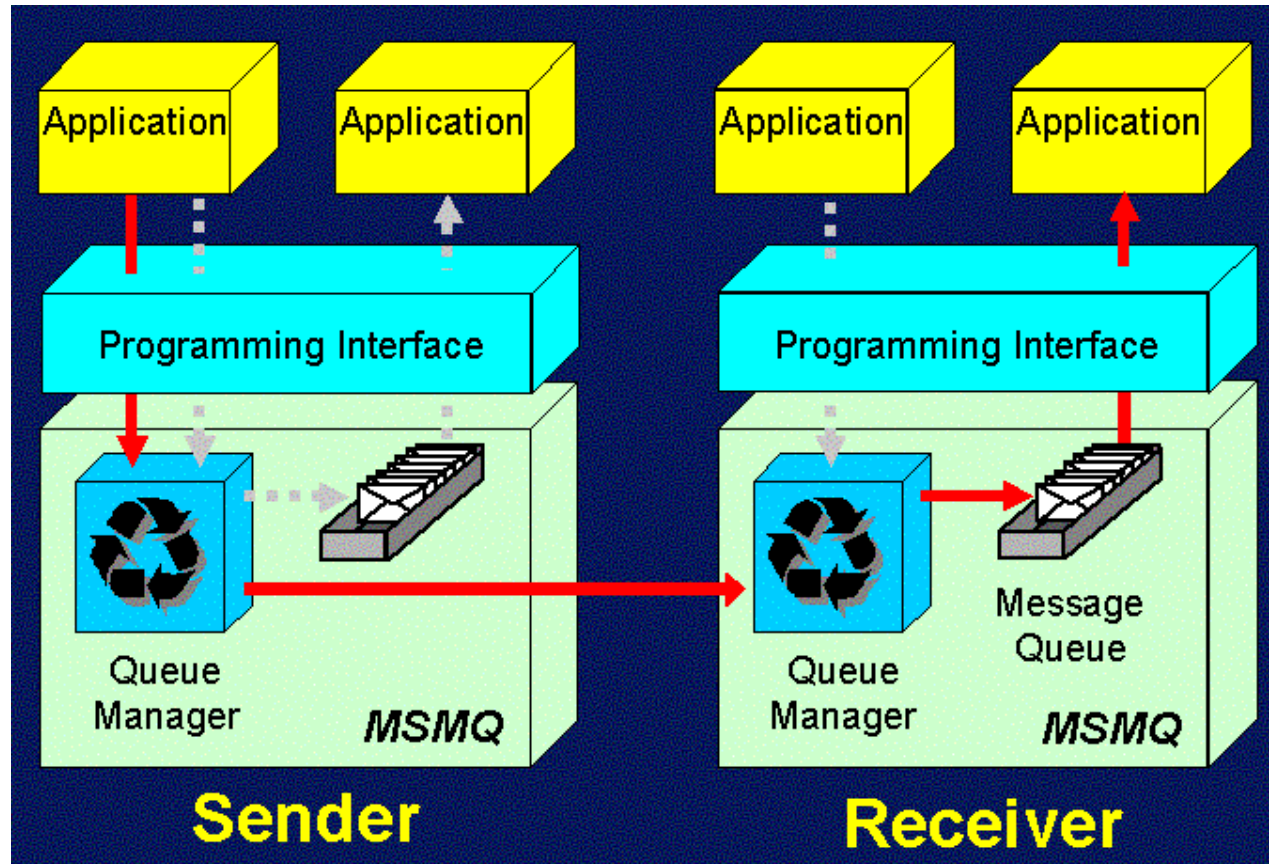 Application
Application
Application
Application
Programming Interface
Programming Interface
Queue
Manager
MSMQ
Message
Queue
Queue
Manager
MSMQ
Sender
Receiver